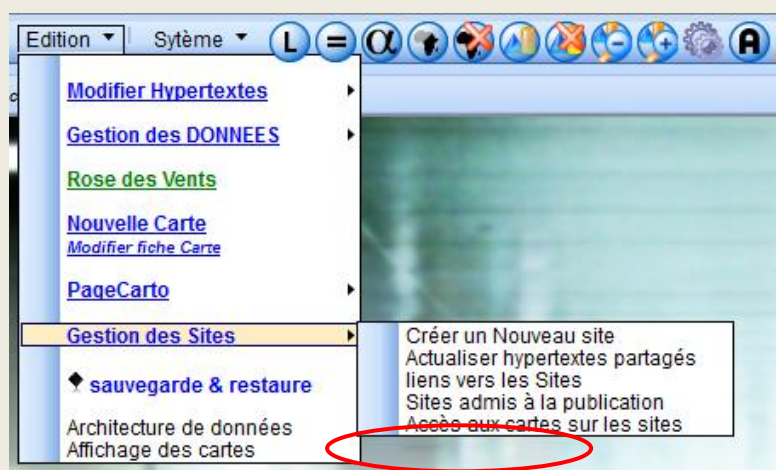 Edition Sytème L = α A
Modifier Hypertextes
Gestion des DONNEES
Rose des Vents
Nouvelle Carte
Modifier fiche Carte
PageCarto
Gestion des Sites
Créer un Nouveau site
Actualiser hypertextes partagés
liens vers les Sites
Sites admis à la publication
Accès aux cartes sur les sites
sauvegarde & restaure
Architecture de données
Affichage des cartes